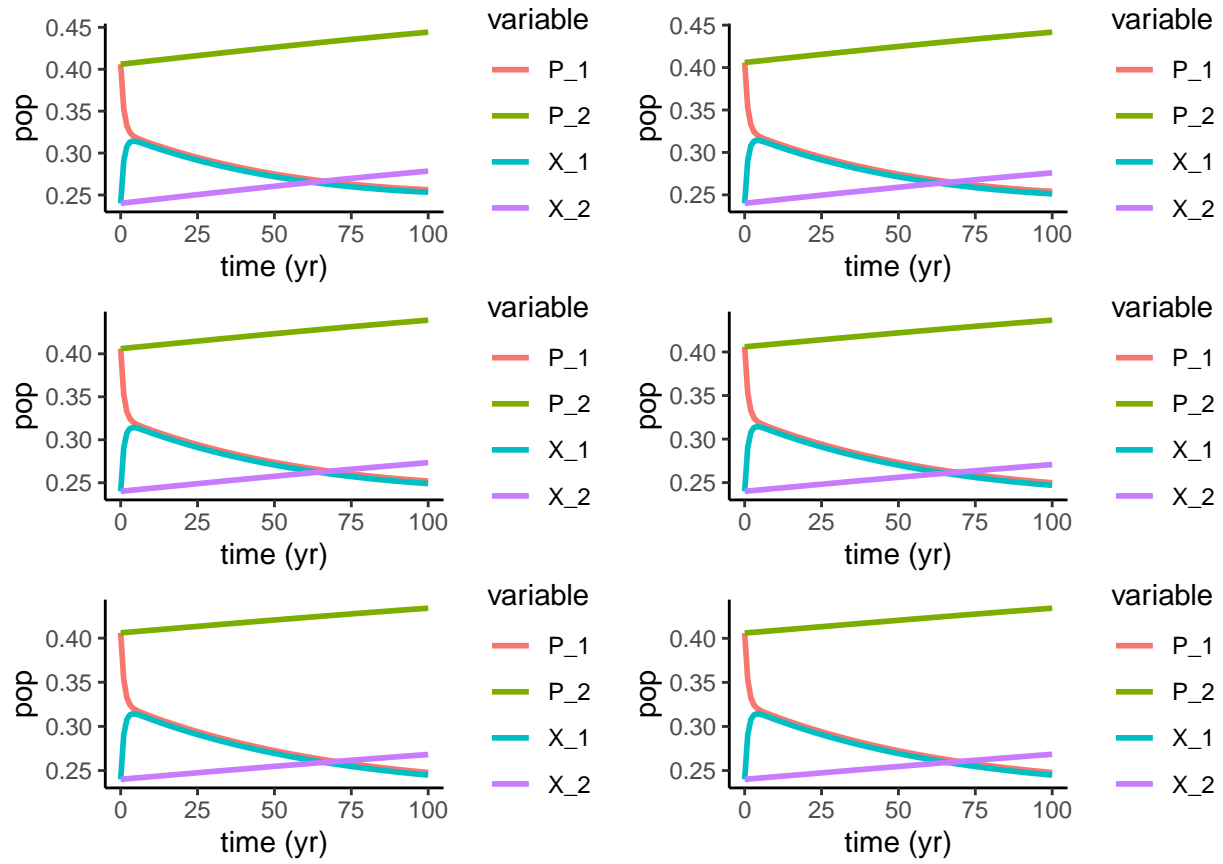 variable
P_1
P_2
X_1
X_2
pop
0.45
0.40
0.35
0.30
0.25
0 25 50 75 100
time (yr)
variable
P_1
P_2
X_1
X_2
pop
0.45
0.40
0.35
0.30
0.25
0 25 50 75 100
time (yr)
variable
P_1
P_2
X_1
X_2
pop
0.40
0.35
0.30
0.25
0 25 50 75 100
time (yr)
variable
P_1
P_2
X_1
X_2
pop
0.40
0.35
0.30
0.25
0 25 50 75 100
time (yr)
variable
P_1
P_2
X_1
X_2
pop
0.40
0.35
0.30
0.25
0 25 50 75 100
time (yr)
variable
P_1
P_2
X_1
X_2
pop
0.40
0.35
0.30
0.25
0 25 50 75 100
time (yr)